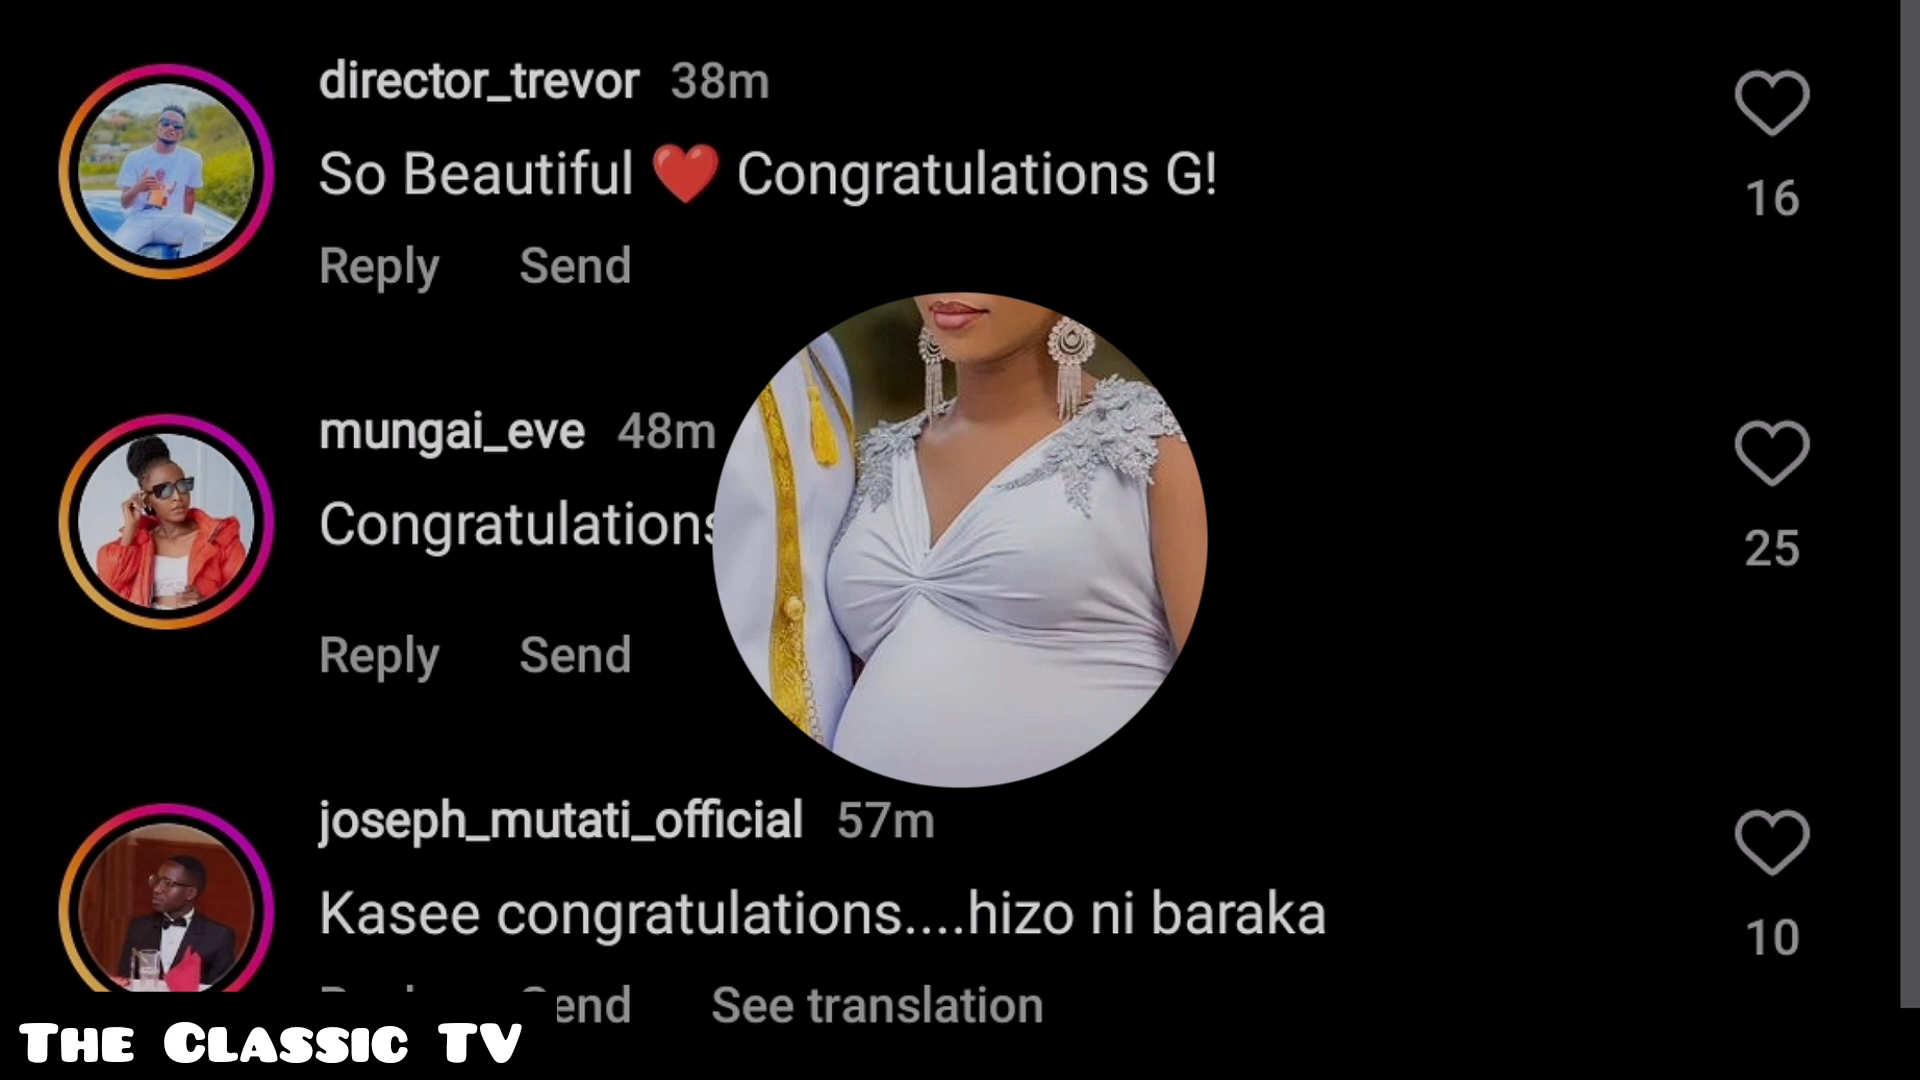 director_trevor 38m
So Beautiful ❤️ Congratulations G!
16
Reply Send
mungai_eve 48m
Congratulations
25
Reply Send
joseph_mutati_official 57m
Kasee congratulations....hizo ni baraka
10
See translation
THE CLASSIC TV